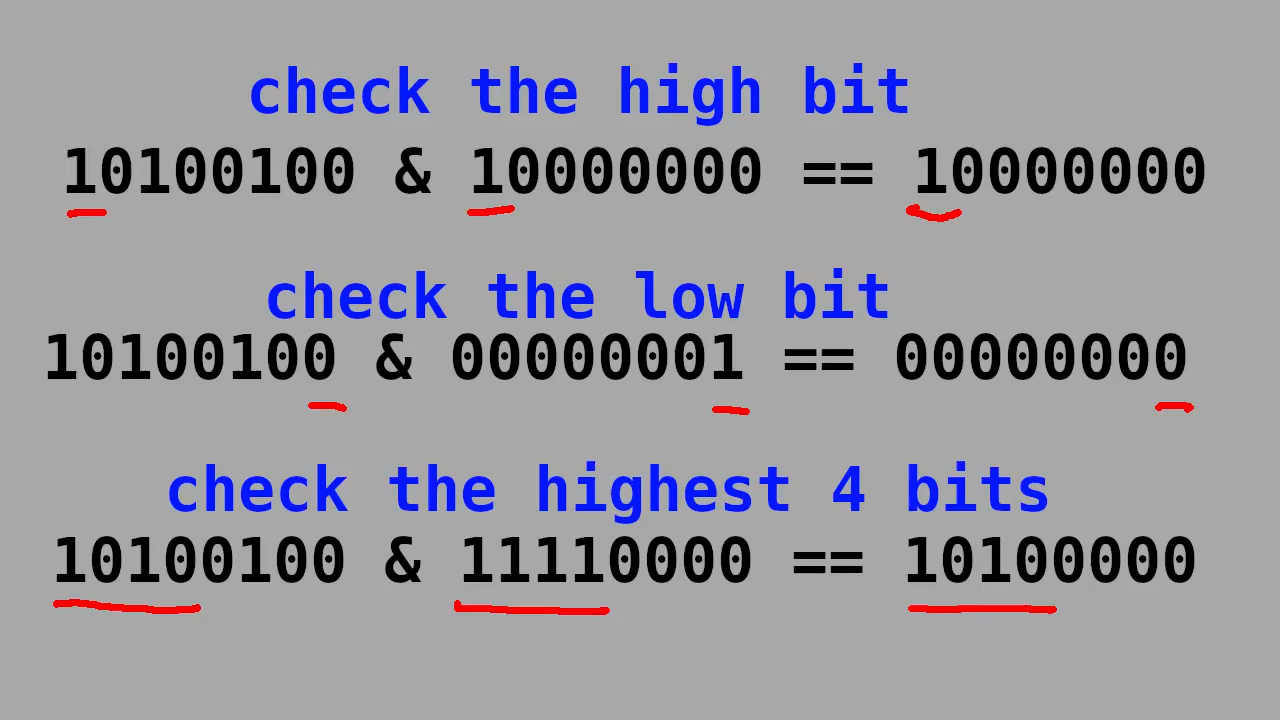 check the high bit
10100100 & 10000000 == 10000000
check the low bit
10100100 & 00000001 == 00000000
check the highest 4 bits
10100100 & 11110000 == 10100000